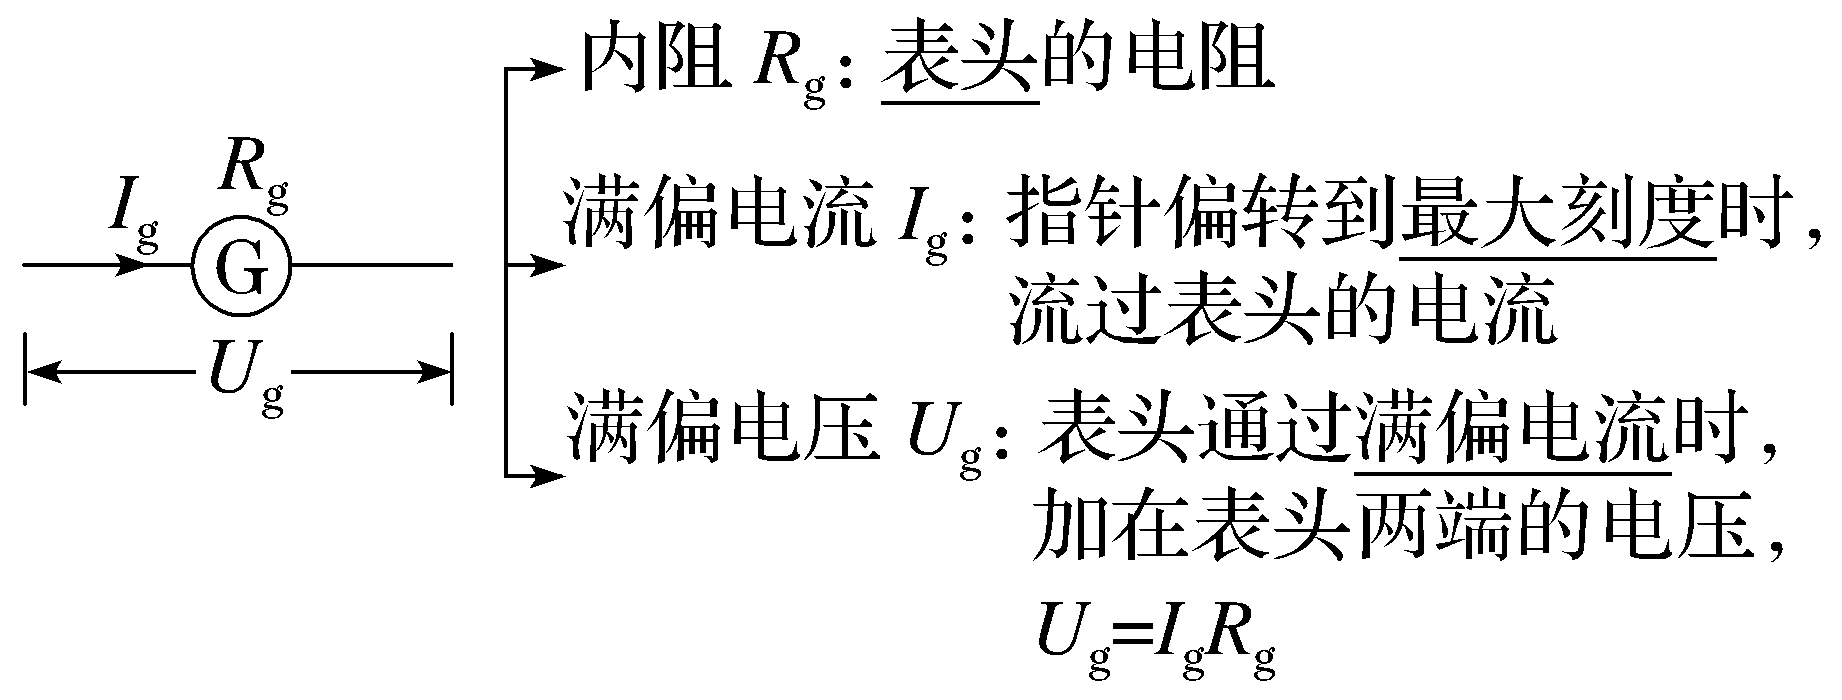 内阻 Rg：表头的电阻
Rg
Ig
G
Ug
满偏电流 Ig：指针偏转到最大刻度时，
流过表头的电流
满偏电压 Ug：表头通过满偏电流时，
加在表头两端的电压，
Ug=IgRg